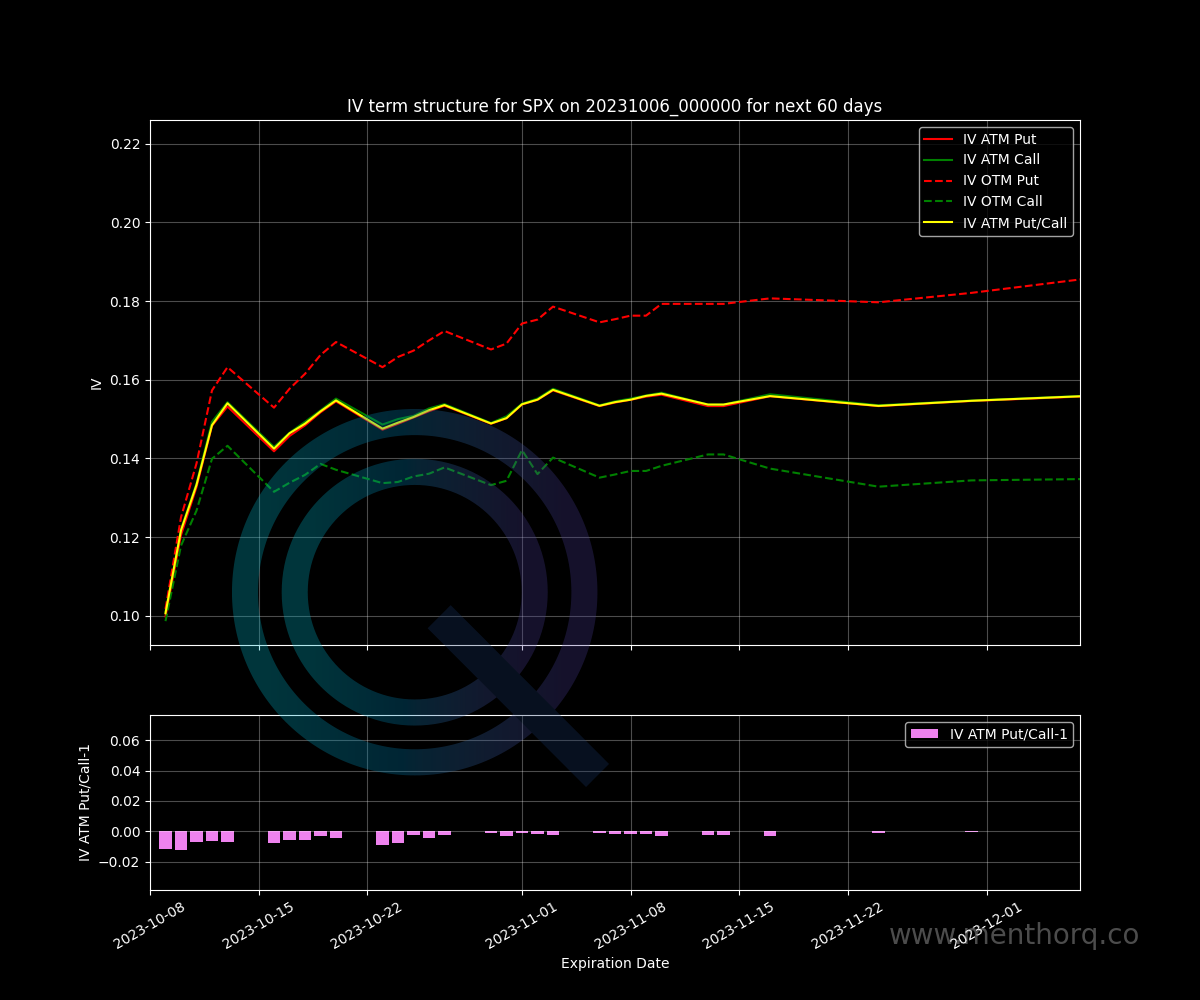 IV term structure for SPX on 20231006_000000 for next 60 days
IV ATM Put
IV ATM Call
IV OTM Put
IV OTM Call
IV ATM Put/Call
IV
0.22
0.20
0.18
0.16
0.14
0.12
0.10
IV ATM Put/Call-1
IV ATM Put/Call-1
0.06
0.04
0.02
0.00
−0.02
2023-10-08
2023-10-15
2023-10-22
2023-11-01
2023-11-08
2023-11-15
2023-11-22
2023-12-01
Expiration Date
www.menthorq.co